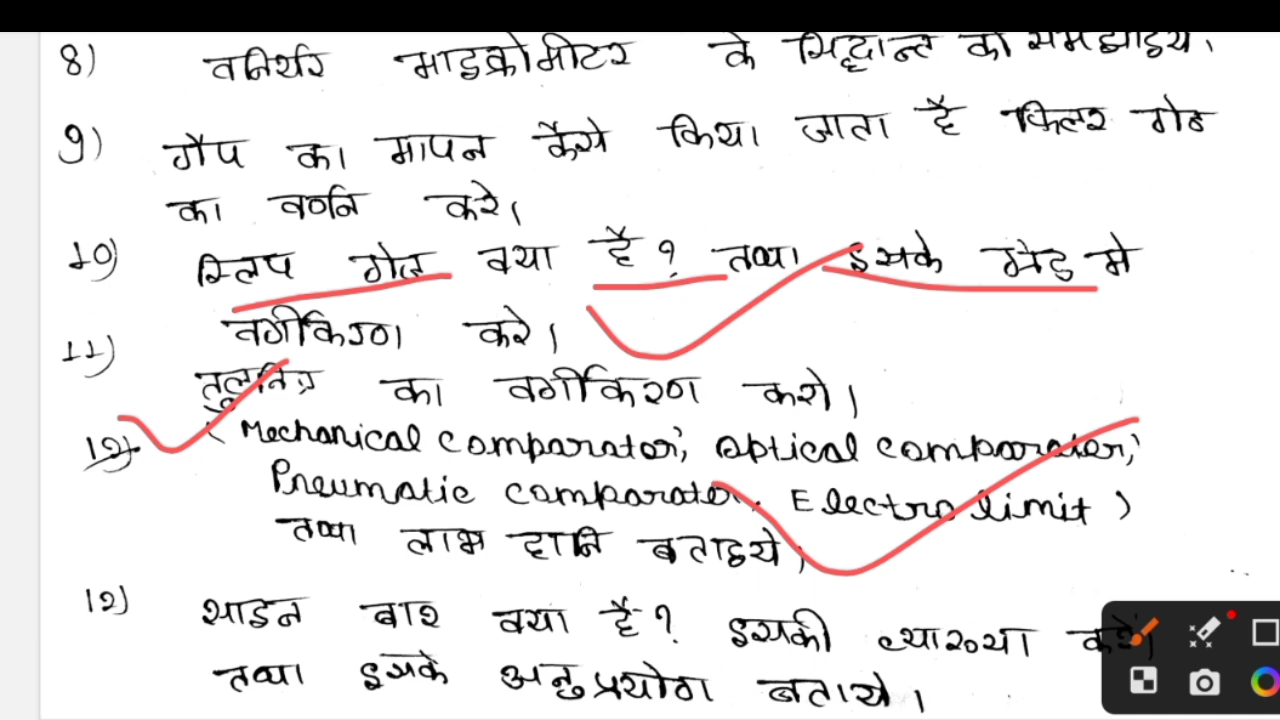 8) वर्नियर माइक्रोमीटर के सिद्धान्त को समझाइये।
9) गैप का मापन कैसे किया जाता है फिलर गेज
का वर्णन करे।
10) स्लिप गेज क्या है? तथा इसके ग्रेड मे
11) वर्गीकरण करे।
तुलनित्र का वर्गीकरण करो।
12) (Mechanical comparator, optical comparator,
Pneumatic comparator, Electro limit)
तथा लाभ हानि बताइये।
12) साइन बार क्या है? इसकी व्याख्या करे।
तथा इसके अनुप्रयोग बताये।